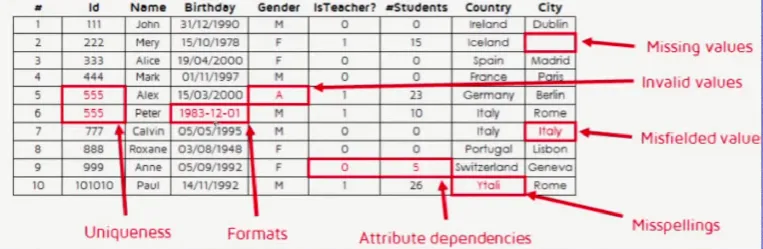 # Id Name Birthday Gender IsTeacher? #Students Country City
1 111 John 31/12/1990 M 0 0 Ireland Dublin
2 222 Mery 15/10/1978 F 1 15 Iceland
Missing values
3 333 Alice 19/04/2000 F 0 0 Spain Madrid
4 444 Mark 01/11/1997 M 0 0 France Paris
Invalid values
5 555 Alex 15/03/2000 A 1 23 Germany Berlin
6 555 Peter 1983-12-01 M 1 10 Italy Rome
7 777 Calvin 05/05/1995 M 0 0 Italy Italy
Misfielded value
8 888 Roxane 03/08/1948 F 0 0 Portugal Lisbon
9 999 Anne 05/09/1992 F 0 5 Switzerland Geneva
10 101010 Paul 14/11/1992 M 1 26 Ytali Rome
Misspellings
Uniqueness Formats Attribute dependencies